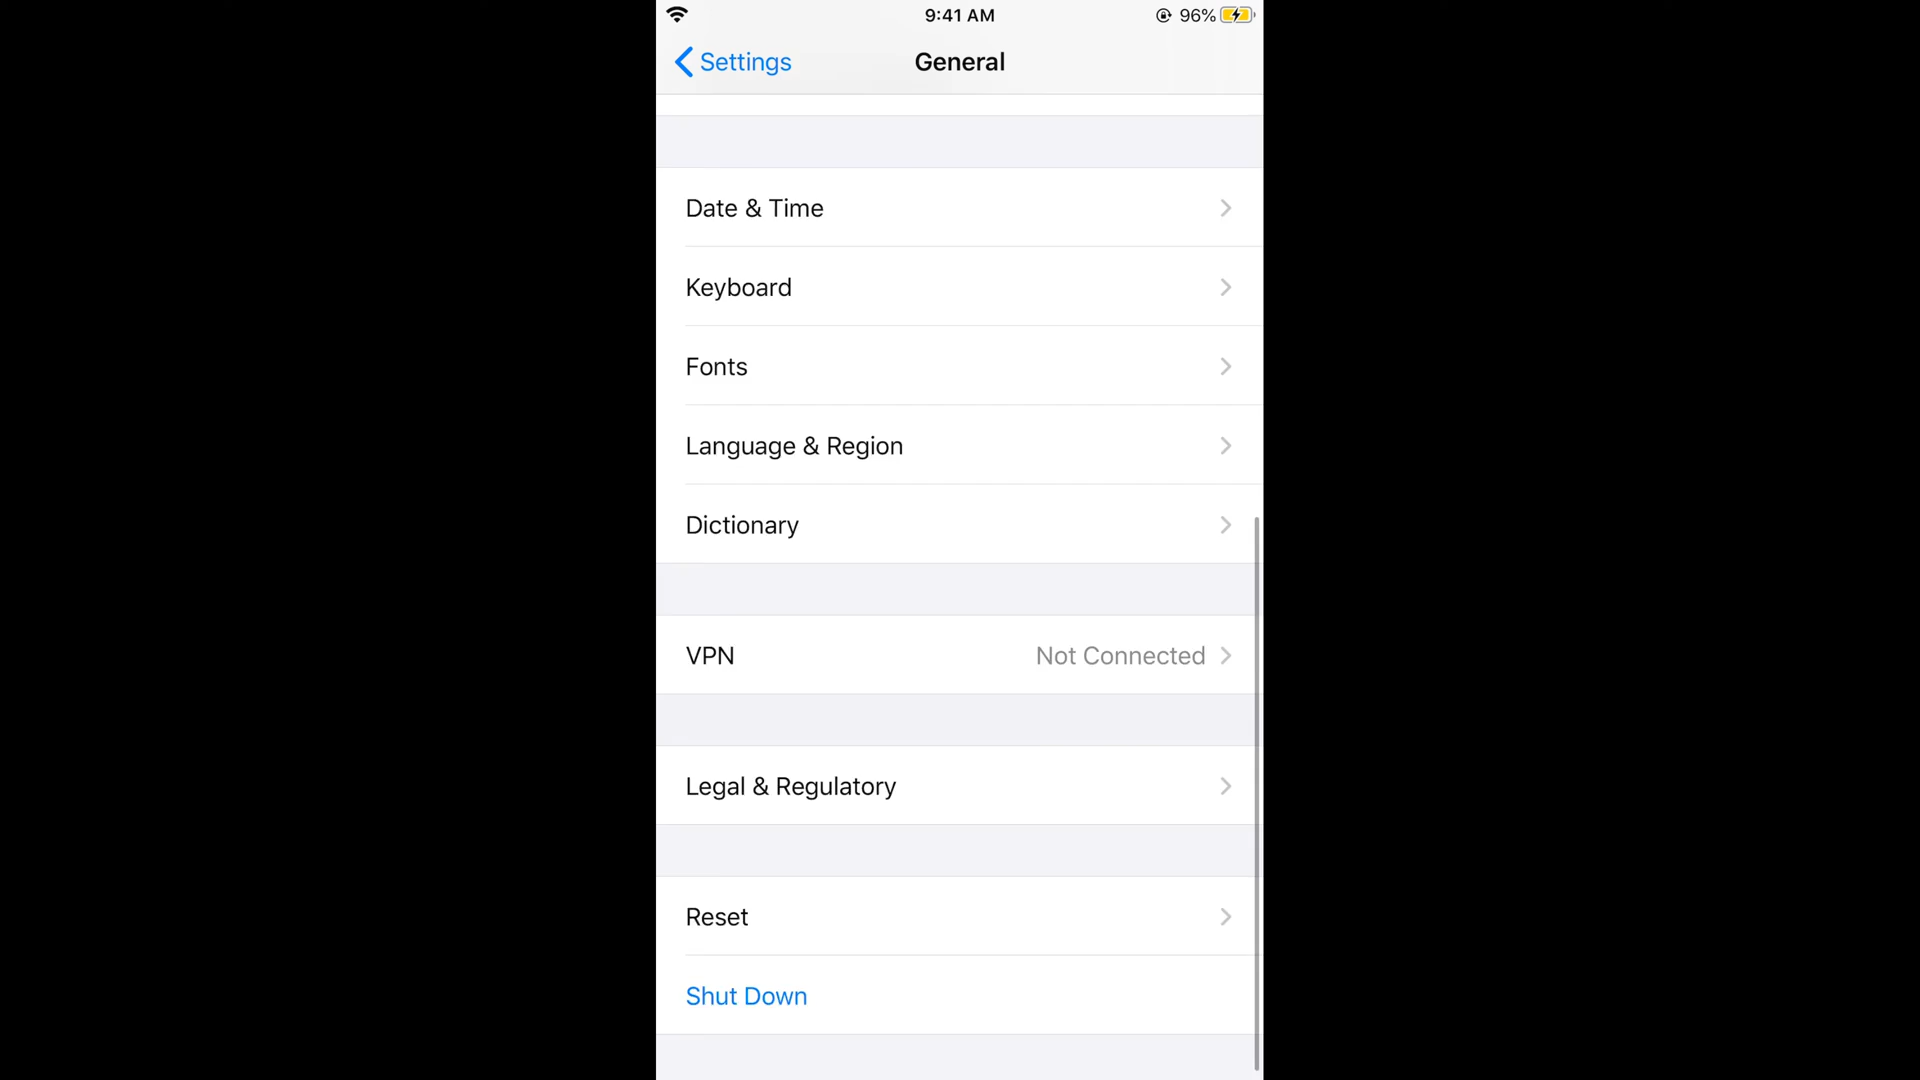 9:41 AM
96%
Settings
General
Date & Time
Keyboard
Fonts
Language & Region
Dictionary
VPN Not Connected
Legal & Regulatory
Reset
Shut Down